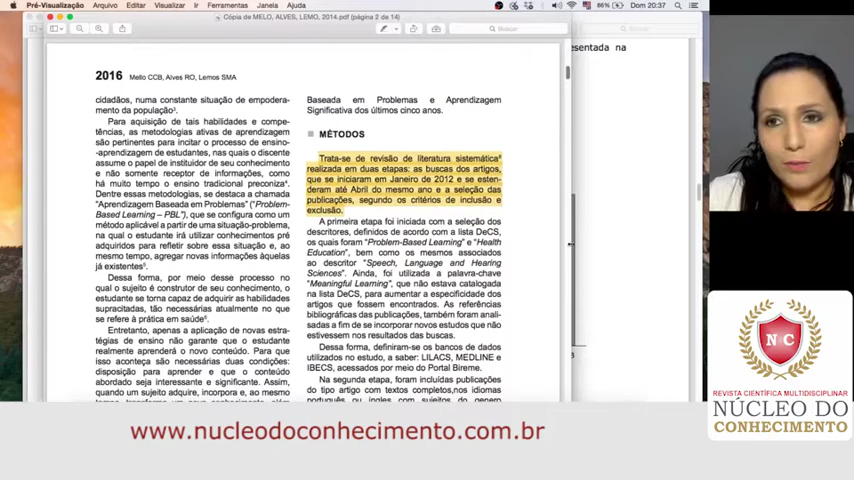 Pré-Visualização Arquivo Editar Visualizar Ir Ferramentas Janela Ajuda
86% Dom 20:37
Cópia de MELO, ALVES, LEMO, 2014.pdf (página 2 de 14)
Buscar
Buscar
esentada na
2016 Mello CCB, Alves RO, Lemos SMA
cidadãos, numa constante situação de empodera-
mento da população³.
Para aquisição de tais habilidades e compe-
tências, as metodologias ativas de aprendizagem
são pertinentes para incitar o processo de ensino-
-aprendizagem de estudantes, nas quais o discente
assume o papel de instituidor de seu conhecimento
e não somente receptor de informações, como
há muito tempo o ensino tradicional preconiza⁴.
Dentre essas metodologias, se destaca a chamada
"Aprendizagem Baseada em Problemas" ("Problem-
Based Learning – PBL"), que se configura como um
método aplicável a partir de uma situação-problema,
na qual o estudante irá utilizar conhecimentos pré
adquiridos para refletir sobre essa situação e, ao
mesmo tempo, agregar novas informações àquelas
já existentes⁵.
Dessa forma, por meio desse processo no
qual o sujeito é construtor de seu conhecimento, o
estudante se torna capaz de adquirir as habilidades
supracitadas, tão necessárias atualmente no que
se refere à prática em saúde⁶.
Entretanto, apenas a aplicação de novas estra-
tégias de ensino não garante que o estudante
realmente aprenderá o novo conteúdo. Para que
isso aconteça são necessárias duas condições:
disposição para aprender e que o conteúdo
abordado seja interessante e significante. Assim,
quando um sujeito adquire, incorpora e, ao mesmo
Baseada em Problemas e Aprendizagem
Significativa dos últimos cinco anos.
MÉTODOS
Trata-se de revisão de literatura sistemática⁸
realizada em duas etapas: as buscas dos artigos,
que se iniciaram em Janeiro de 2012 e se esten-
deram até Abril do mesmo ano e a seleção das
publicações, segundo os critérios de inclusão e
exclusão.
A primeira etapa foi iniciada com a seleção dos
descritores, definidos de acordo com a lista DeCS,
os quais foram "Problem-Based Learning" e "Health
Education", bem como os mesmos associados
ao descritor "Speech, Language and Hearing
Sciences". Ainda, foi utilizada a palavra-chave
"Meaningful Learning", que não estava catalogada
na lista DeCS, para aumentar a especificidade dos
artigos que fossem encontrados. As referências
bibliográficas das publicações, também foram anali-
sadas a fim de se incorporar novos estudos que não
estivessem nos resultados das buscas.
Dessa forma, definiram-se os bancos de dados
utilizados no estudo, a saber: LILACS, MEDLINE e
IBECS, acessados por meio do Portal Bireme.
Na segunda etapa, foram incluídas publicações
do tipo artigo com textos completos,nos idiomas
português ou ingles com sujeitos do genero
NC
REVISTA CIENTÍFICA MULTIDISCIPLINAR
NÚCLEO DO
CONHECIMENTO
www.nucleodoconhecimento.com.br